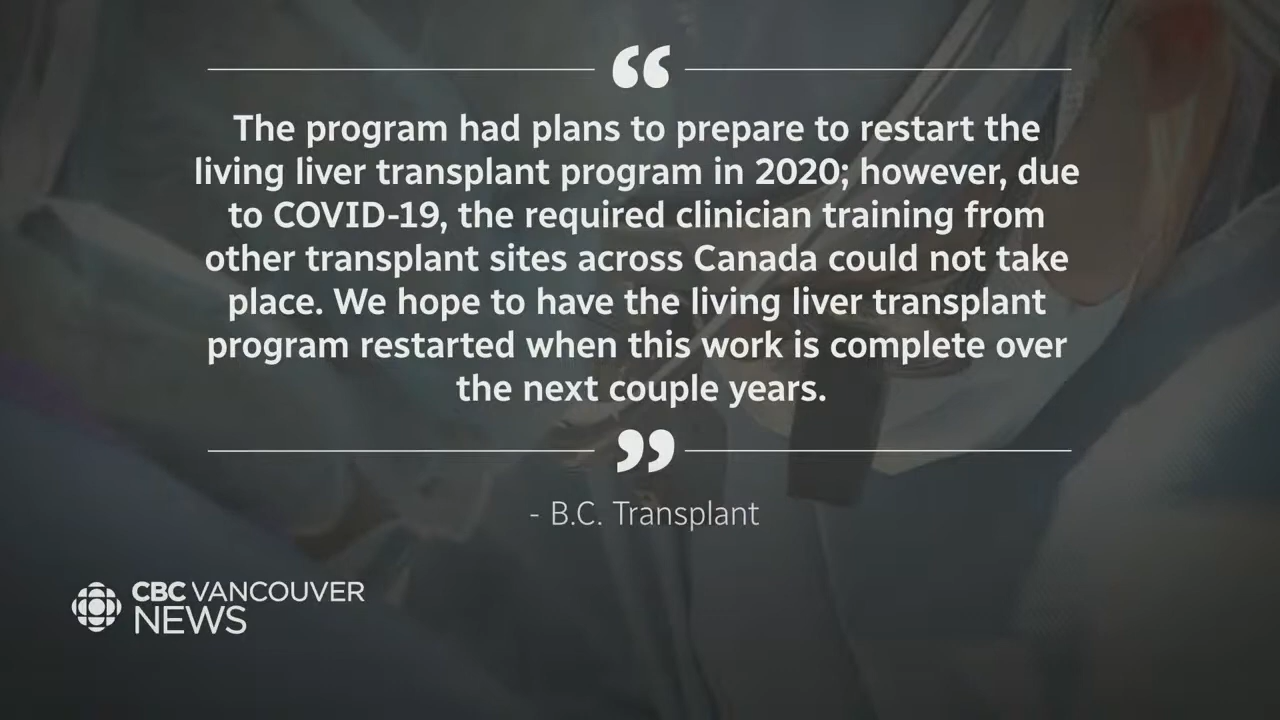 “
The program had plans to prepare to restart the
living liver transplant program in 2020; however, due
to COVID-19, the required clinician training from
other transplant sites across Canada could not take
place. We hope to have the living liver transplant
program restarted when this work is complete over
the next couple years.
”
- B.C. Transplant
CBC VANCOUVER
NEWS